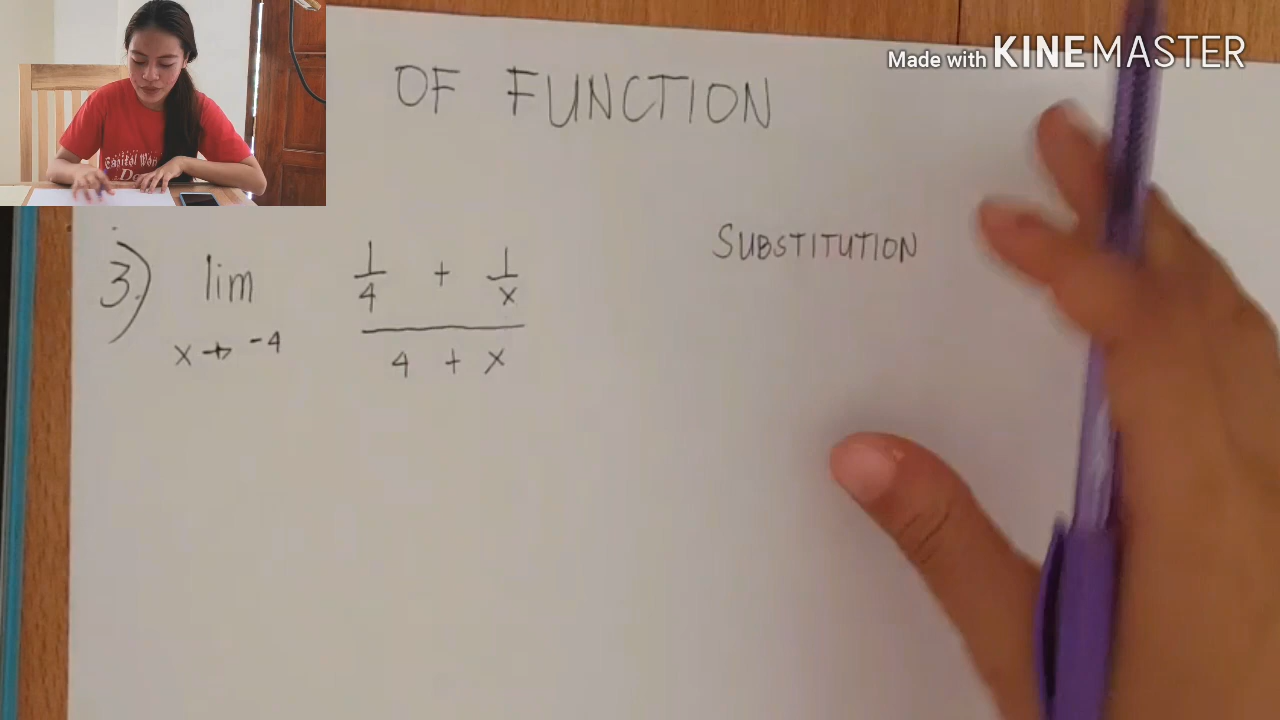 Made with KINEMASTER
OF FUNCTION
3.) lim 1/4 + 1/x
x → -4 4 + x
SUBSTITUTION